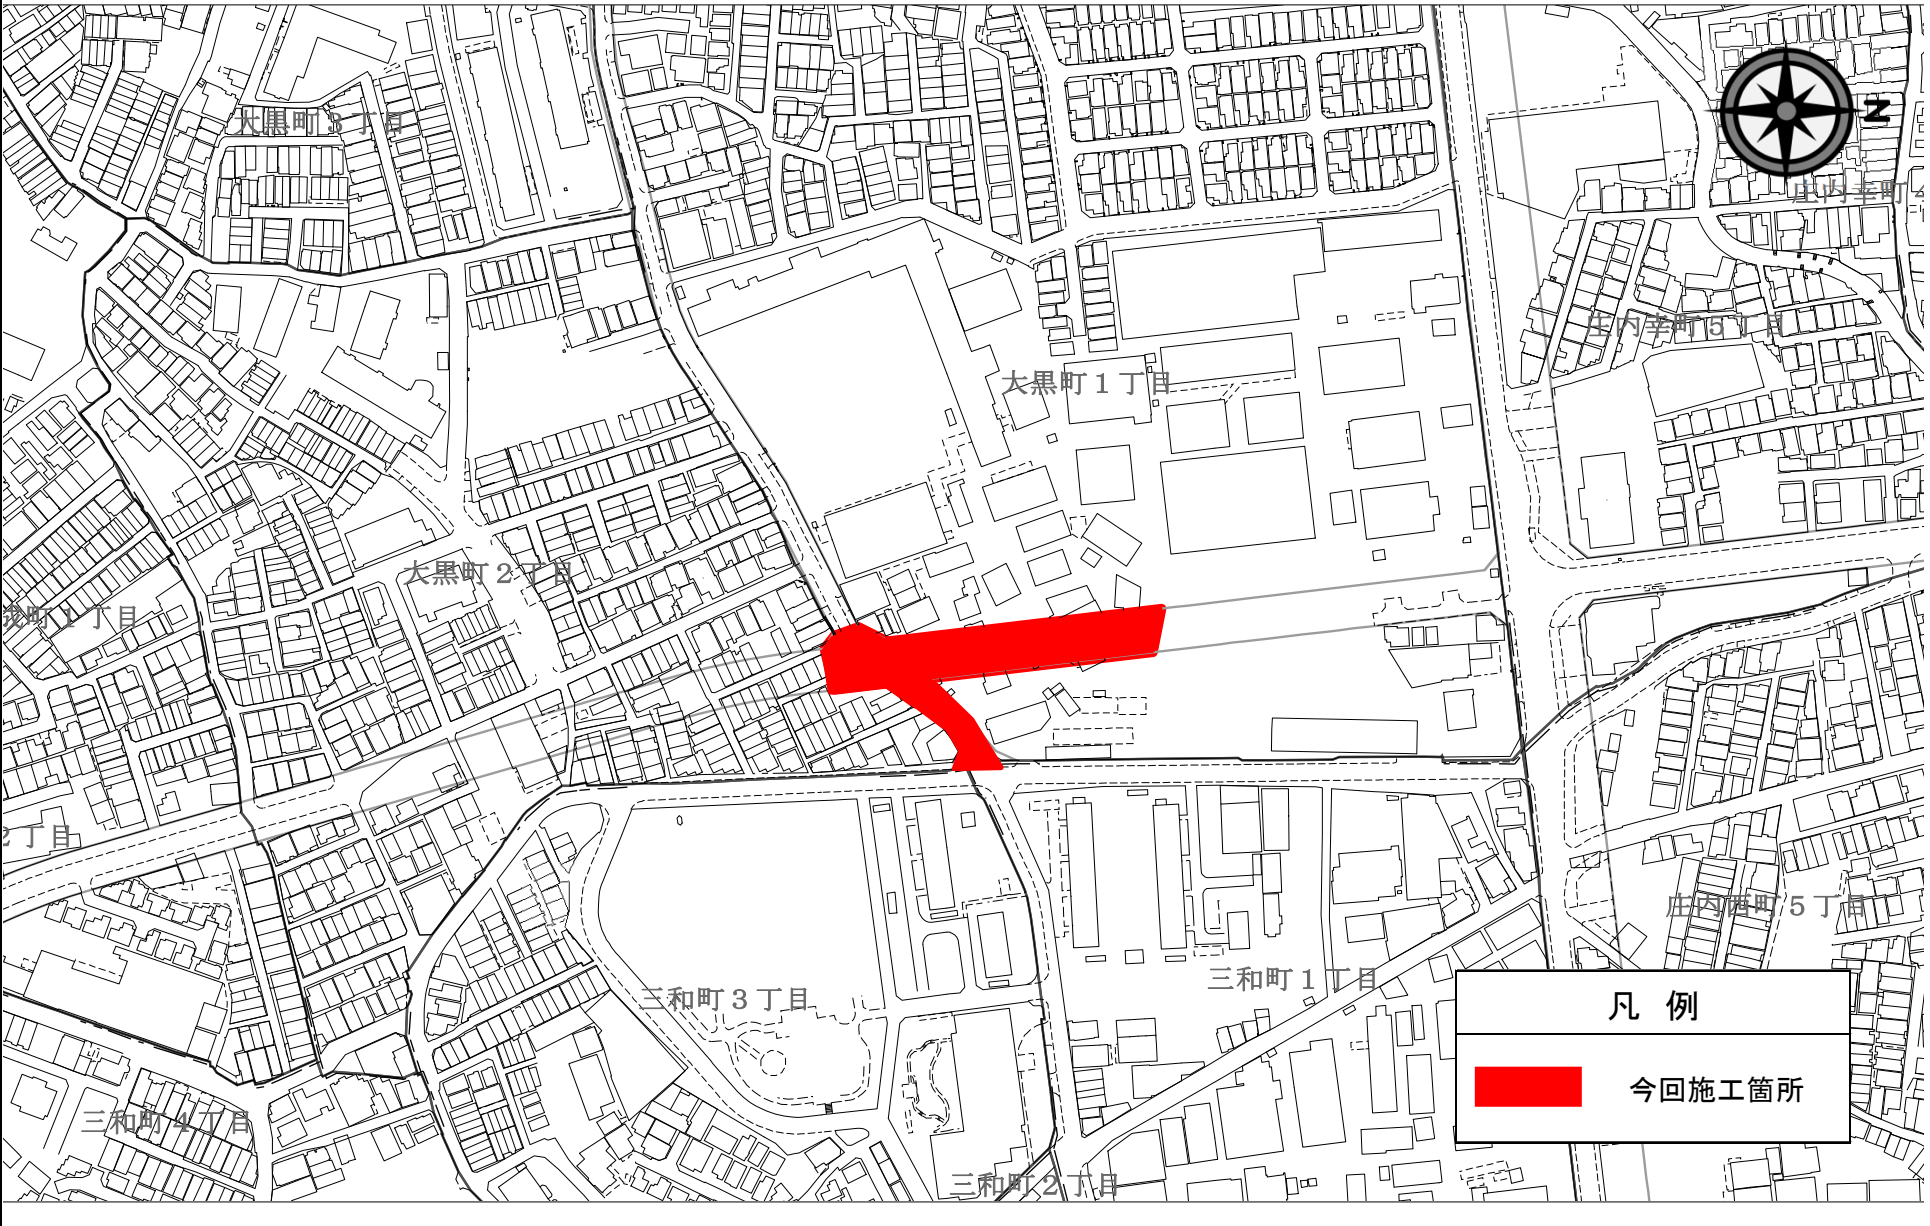 大黒町３丁目
N
庄内幸町
庄内幸町５丁目
大黒町１丁目
大黒町２丁目
町１丁目
２丁目
庄内西町５丁目
三和町１丁目
三和町３丁目
凡 例
今回施工箇所
三和町４丁目
三和町２丁目